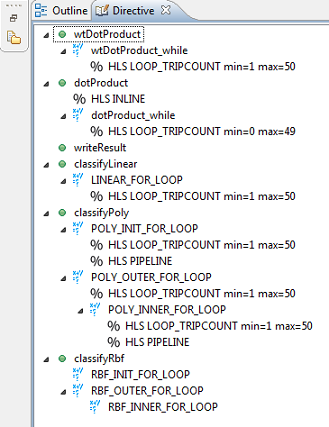 Outline Directive
wtDotProduct
wtDotProduct_while
% HLS LOOP_TRIPCOUNT min=1 max=50
dotProduct
% HLS INLINE
dotProduct_while
% HLS LOOP_TRIPCOUNT min=0 max=49
writeResult
classifyLinear
LINEAR_FOR_LOOP
% HLS LOOP_TRIPCOUNT min=1 max=50
classifyPoly
POLY_INIT_FOR_LOOP
% HLS LOOP_TRIPCOUNT min=1 max=50
% HLS PIPELINE
POLY_OUTER_FOR_LOOP
% HLS LOOP_TRIPCOUNT min=1 max=50
POLY_INNER_FOR_LOOP
% HLS LOOP_TRIPCOUNT min=1 max=50
% HLS PIPELINE
classifyRbf
RBF_INIT_FOR_LOOP
RBF_OUTER_FOR_LOOP
RBF_INNER_FOR_LOOP